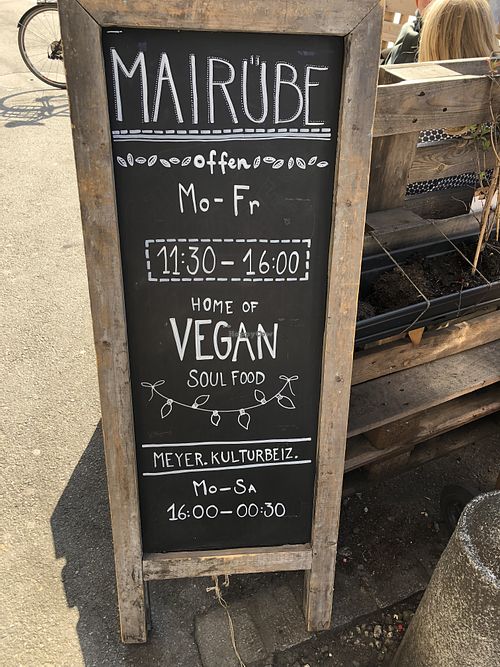 MAIRÜBE
Offen
Mo-Fr
11:30-16:00
HOME OF
VEGAN
SOUL FOOD
MEYER.KULTURBEIZ.
Mo-Sa
16:00-00:30